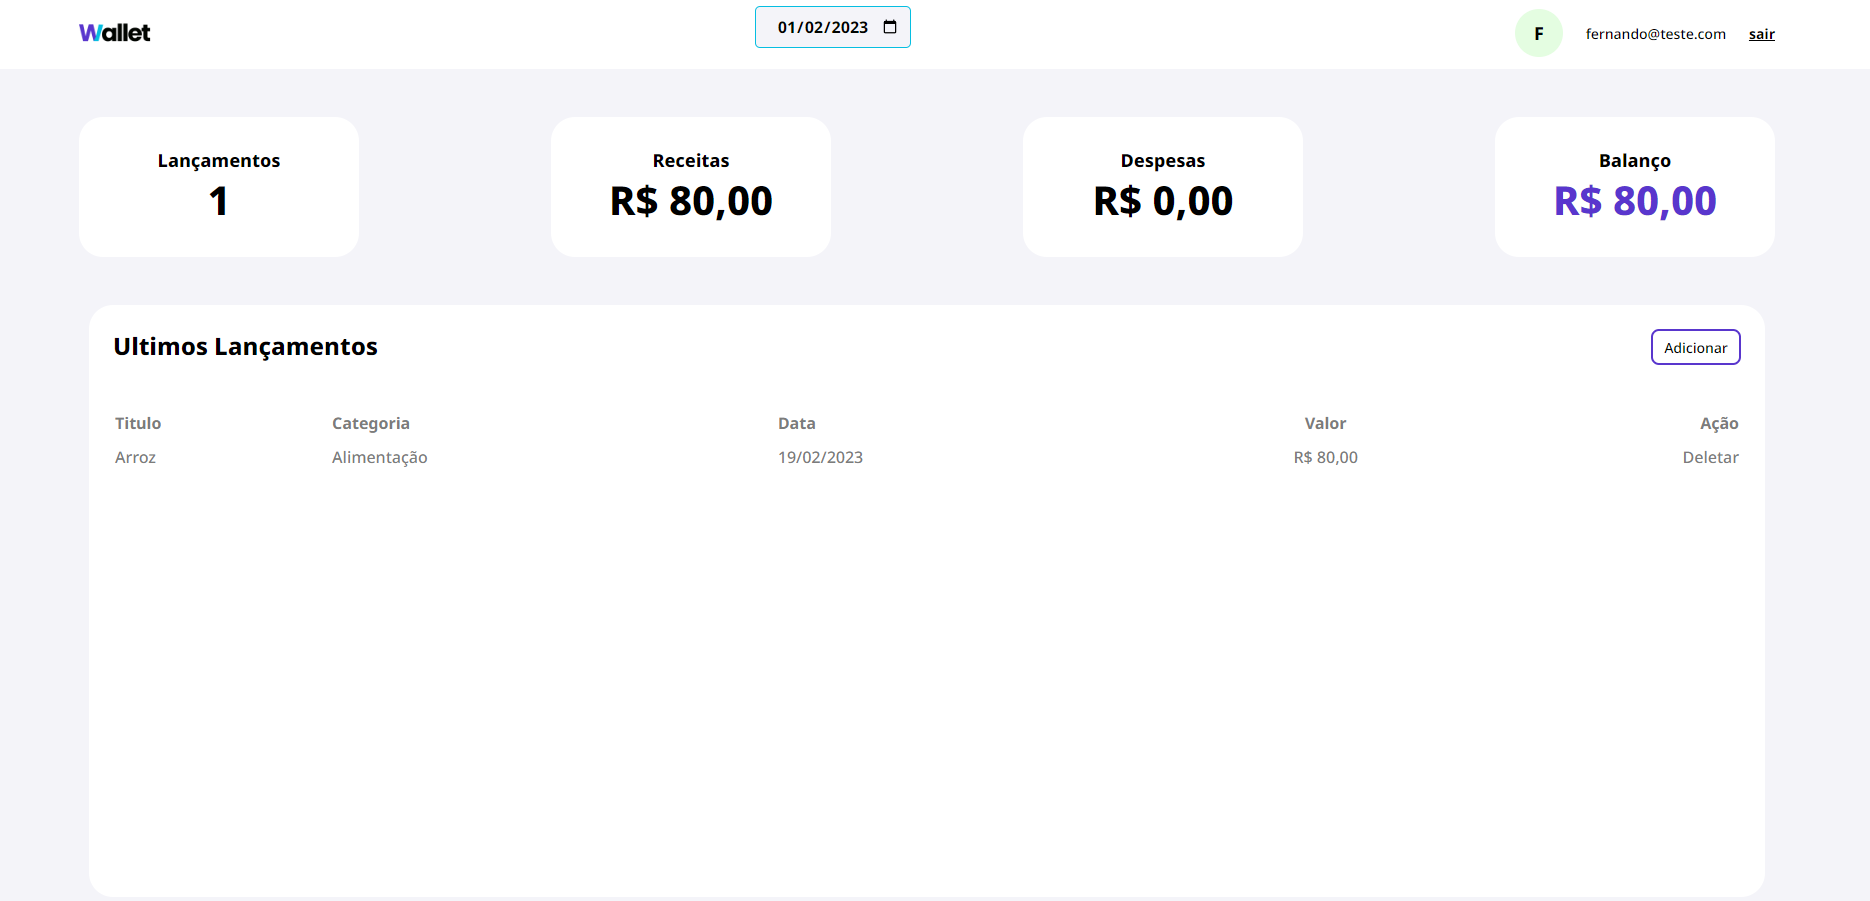 Wallet
01/02/2023
F
fernando@teste.com
sair
Lançamentos
1
Receitas
R$ 80,00
Despesas
R$ 0,00
Balanço
R$ 80,00
Ultimos Lançamentos
Adicionar
Titulo Categoria Data Valor Ação
Arroz Alimentação 19/02/2023 R$ 80,00 Deletar